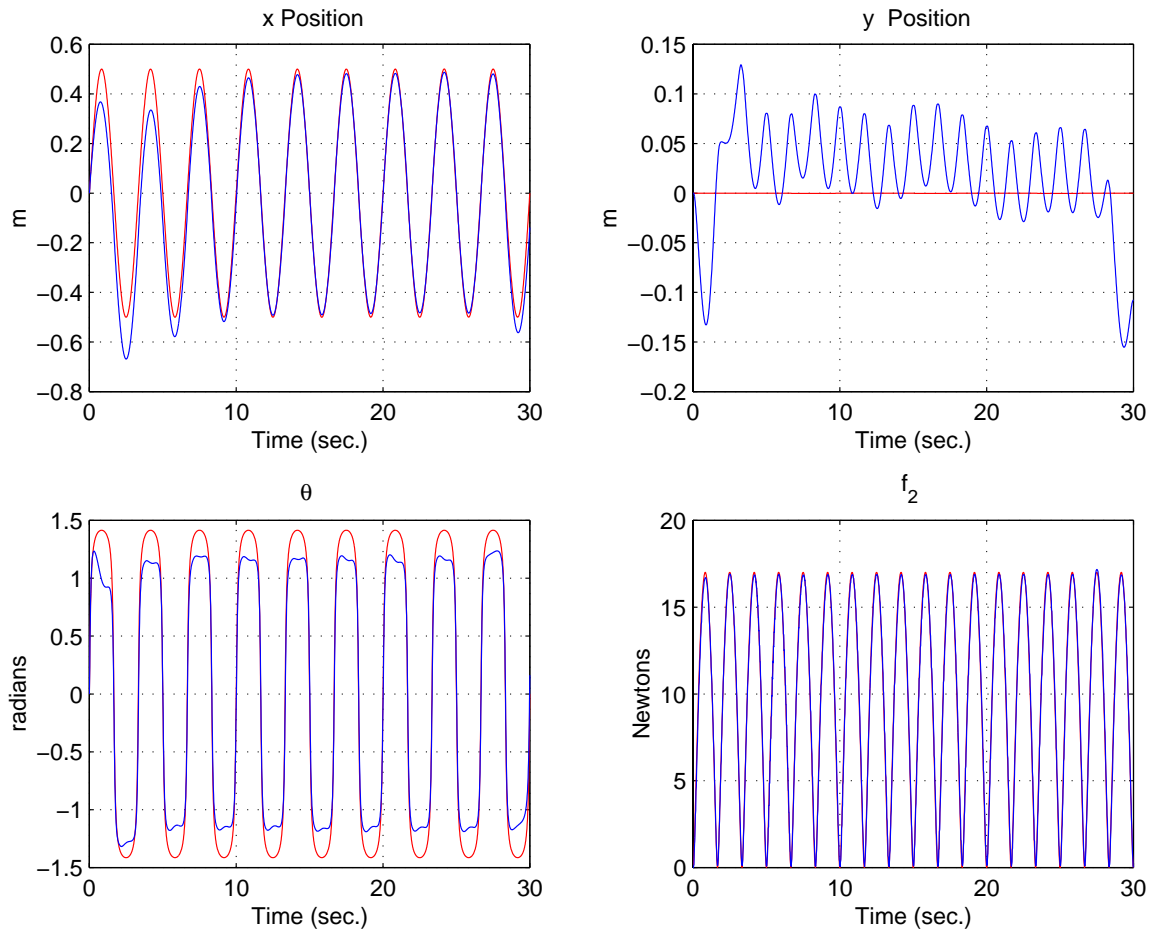 x Position
0.6
0.4
0.2
0
−0.2
−0.4
−0.6
−0.8
m
0 10 20 30
Time (sec.)
y Position
0.15
0.1
0.05
0
−0.05
−0.1
−0.15
−0.2
m
0 10 20 30
Time (sec.)
θ
1.5
1
0.5
0
−0.5
−1
−1.5
radians
0 10 20 30
Time (sec.)
f2
20
15
10
5
0
Newtons
0 10 20 30
Time (sec.)